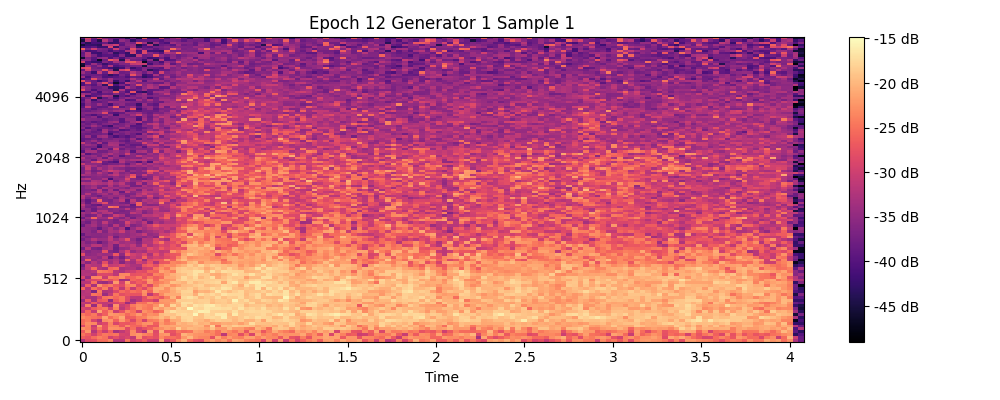 Epoch 12 Generator 1 Sample 1
Hz
4096
2048
1024
512
0
0 0.5 1 1.5 2 2.5 3 3.5 4
Time
-15 dB
-20 dB
-25 dB
-30 dB
-35 dB
-40 dB
-45 dB